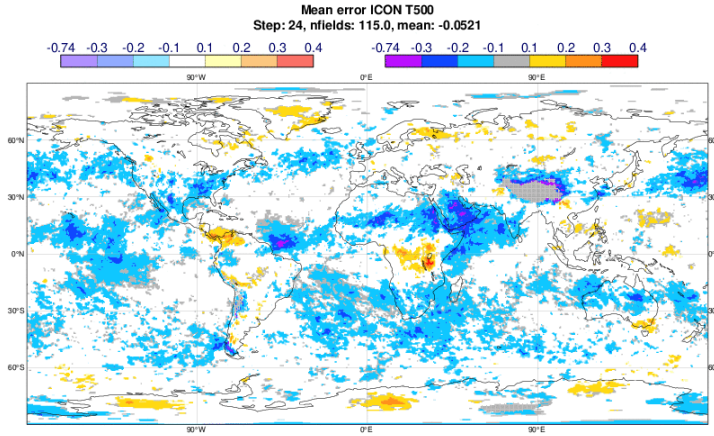 Mean error ICON T500
Step: 24, nfields: 115.0, mean: -0.0521
-0.74 -0.3 -0.2 -0.1 0.1 0.2 0.3 0.4
-0.74 -0.3 -0.2 -0.1 0.1 0.2 0.3 0.4
90°W 0°E 90°E
60°N
30°N
0°N
30°S
60°S
90°W 0°E 90°E